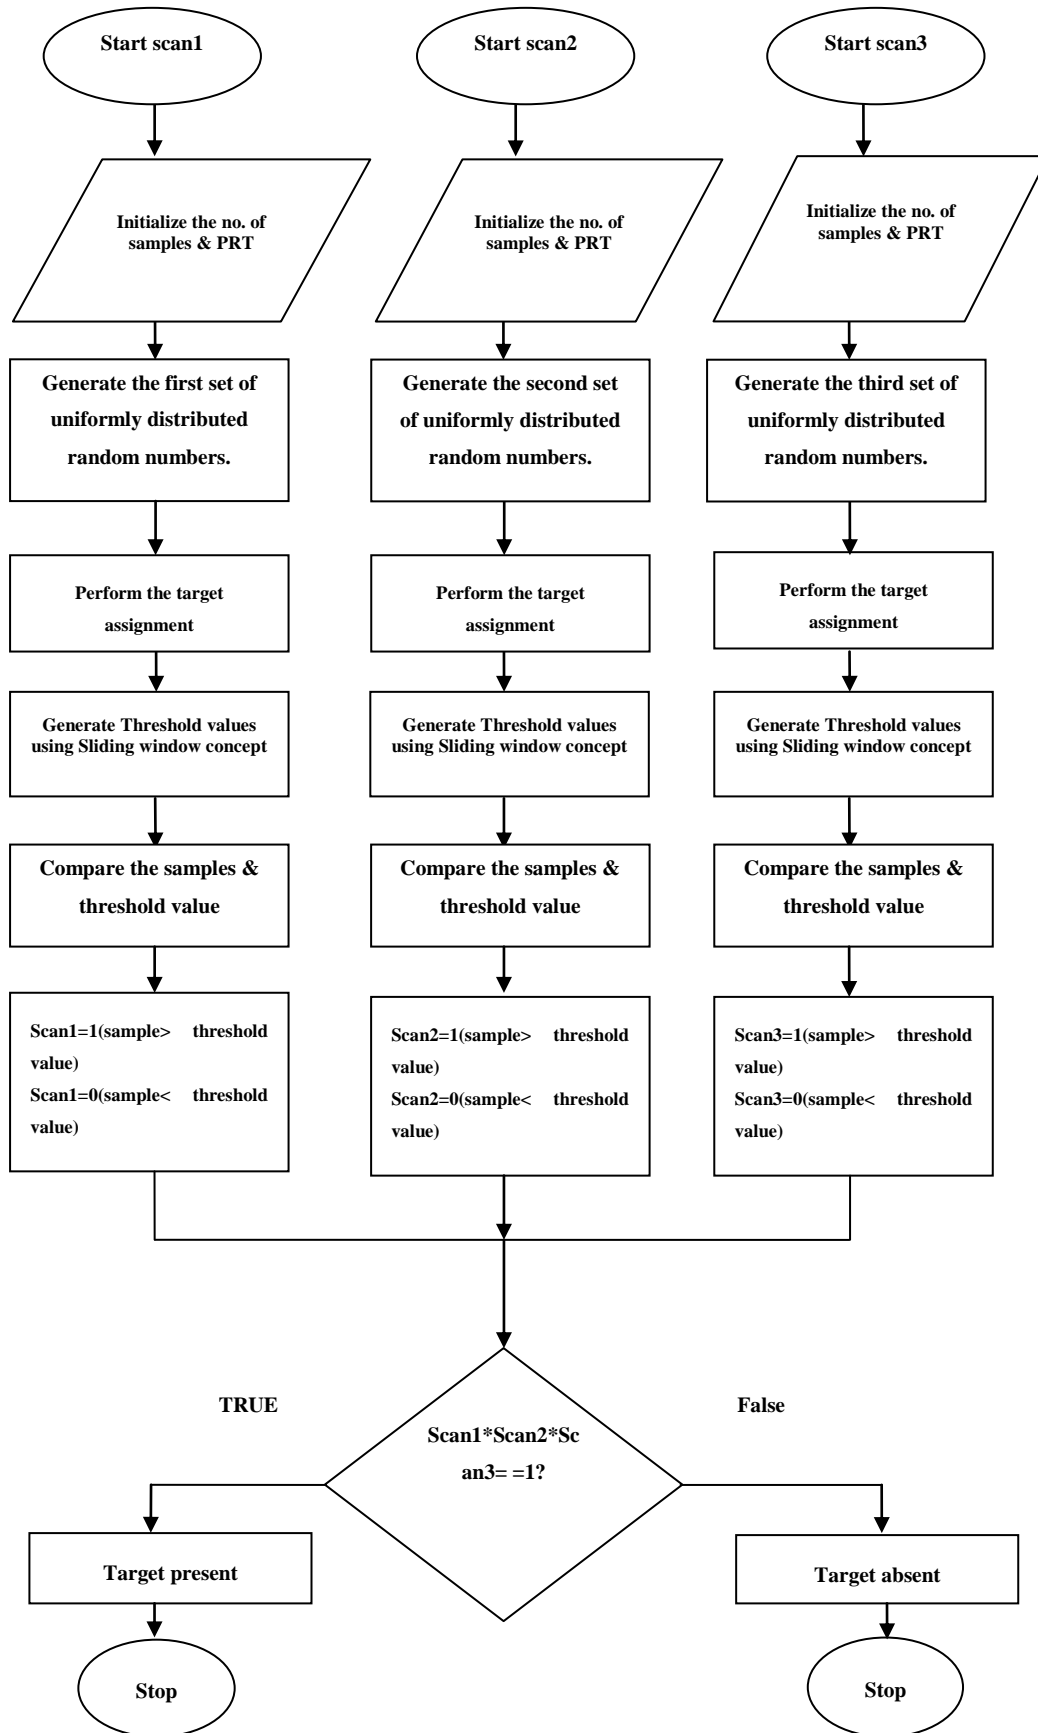 Start scan1
Start scan2
Start scan3
Initialize the no. of
samples & PRT
Initialize the no. of
samples & PRT
Initialize the no. of
samples & PRT
Generate the first set of
uniformly distributed
random numbers.
Generate the second set
of uniformly distributed
random numbers.
Generate the third set of
uniformly distributed
random numbers.
Perform the target
assignment
Perform the target
assignment
Perform the target
assignment
Generate Threshold values
using Sliding window concept
Generate Threshold values
using Sliding window concept
Generate Threshold values
using Sliding window concept
Compare the samples &
threshold value
Compare the samples &
threshold value
Compare the samples &
threshold value
Scan1=1(sample> threshold
value)
Scan1=0(sample< threshold
value)
Scan2=1(sample> threshold
value)
Scan2=0(sample< threshold
value)
Scan3=1(sample> threshold
value)
Scan3=0(sample< threshold
value)
TRUE
False
Scan1*Scan2*Sc
an3= =1?
Target present
Target absent
Stop
Stop